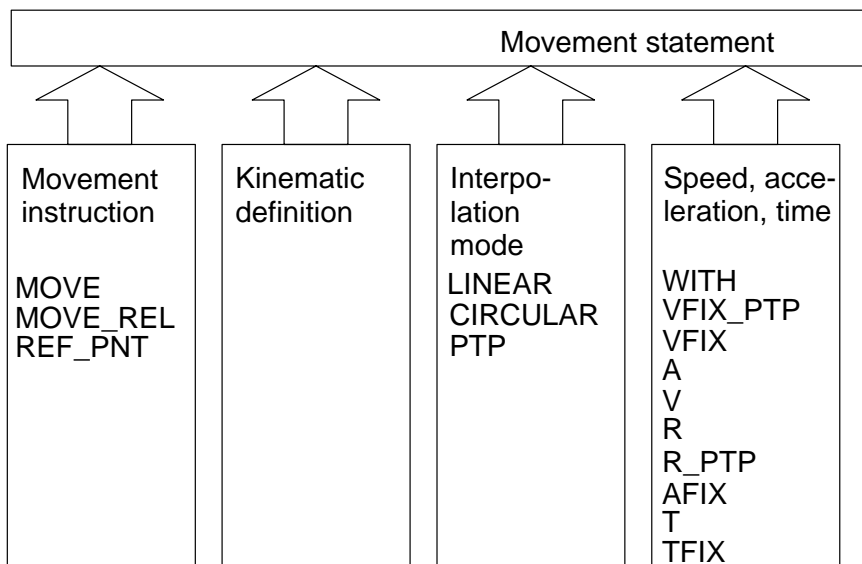 Movement statement
Movement
instruction
MOVE
MOVE_REL
REF_PNT
Kinematic
definition
Interpo-
lation
mode
LINEAR
CIRCULAR
PTP
Speed, acce-
leration, time
WITH
VFIX_PTP
VFIX
A
V
R
R_PTP
AFIX
T
TFIX